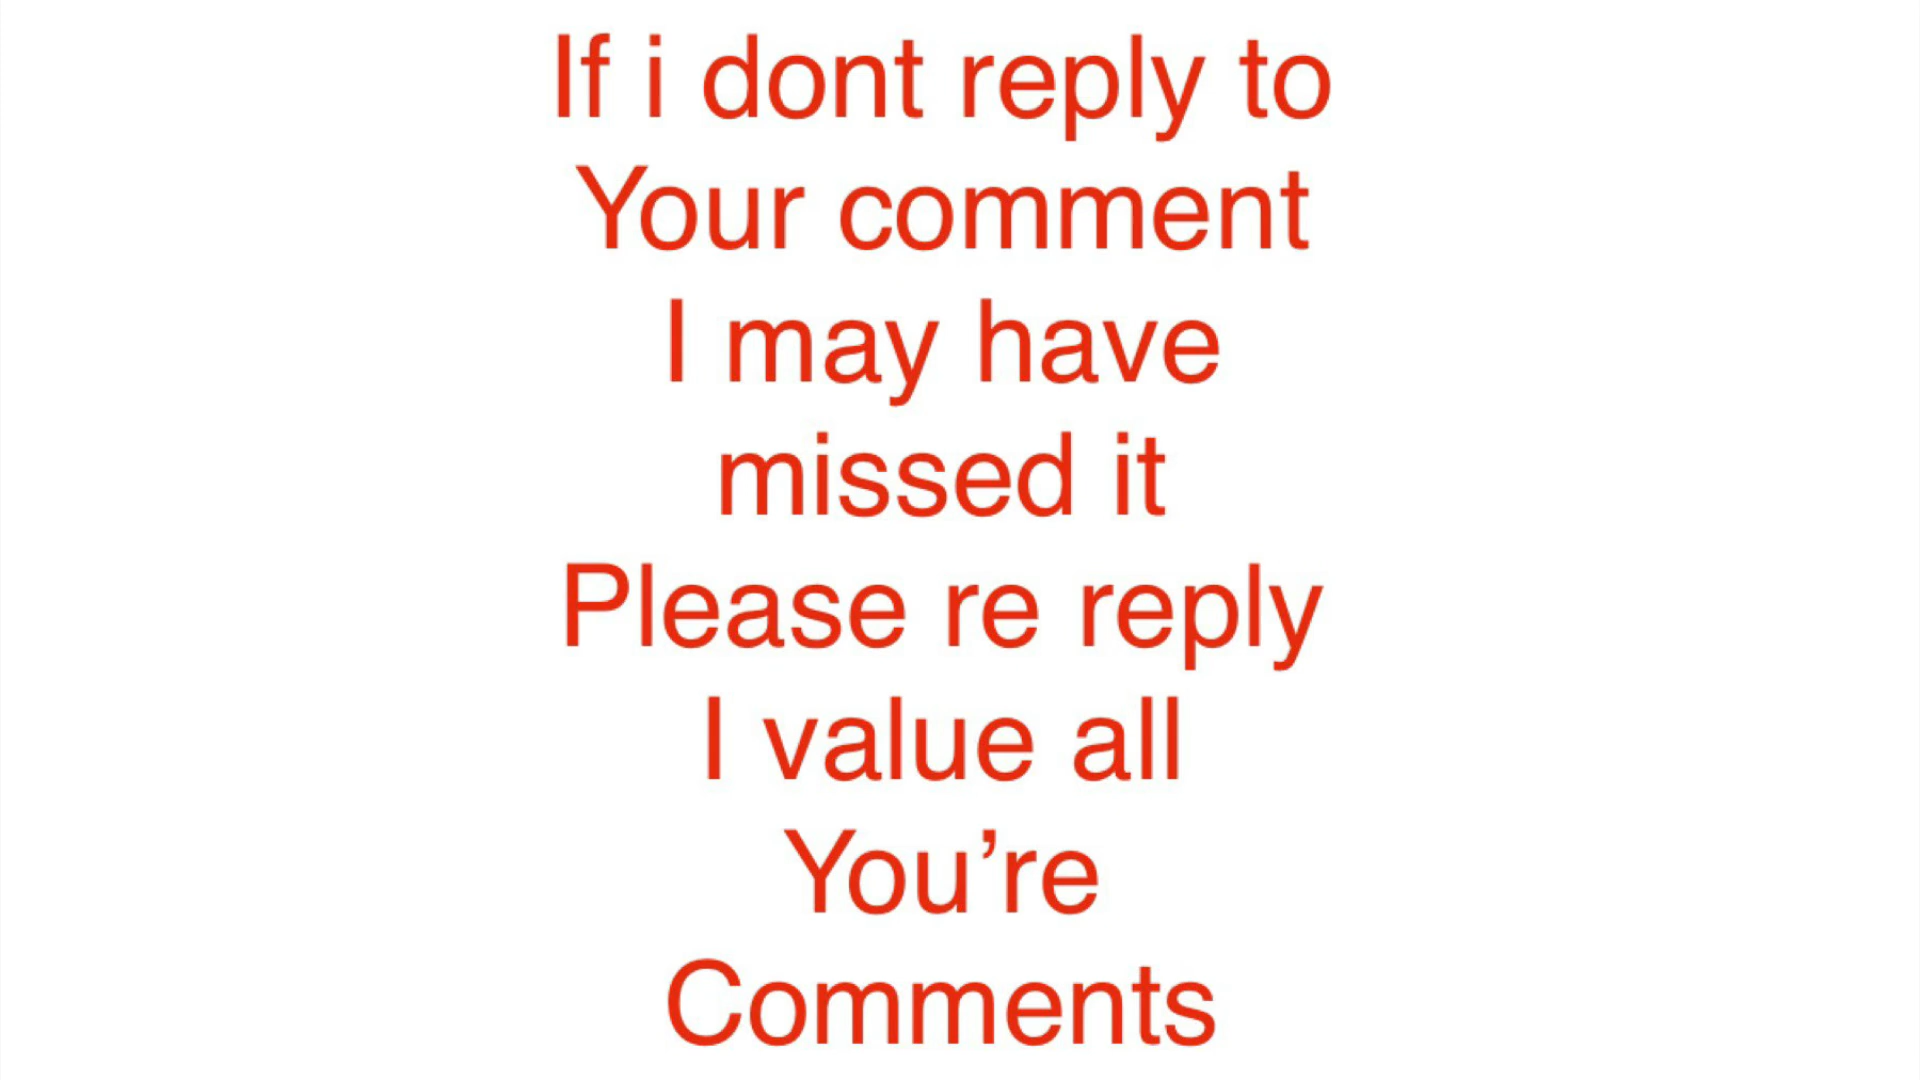 If i dont reply to
Your comment
I may have
missed it
Please re reply
I value all
You’re
Comments